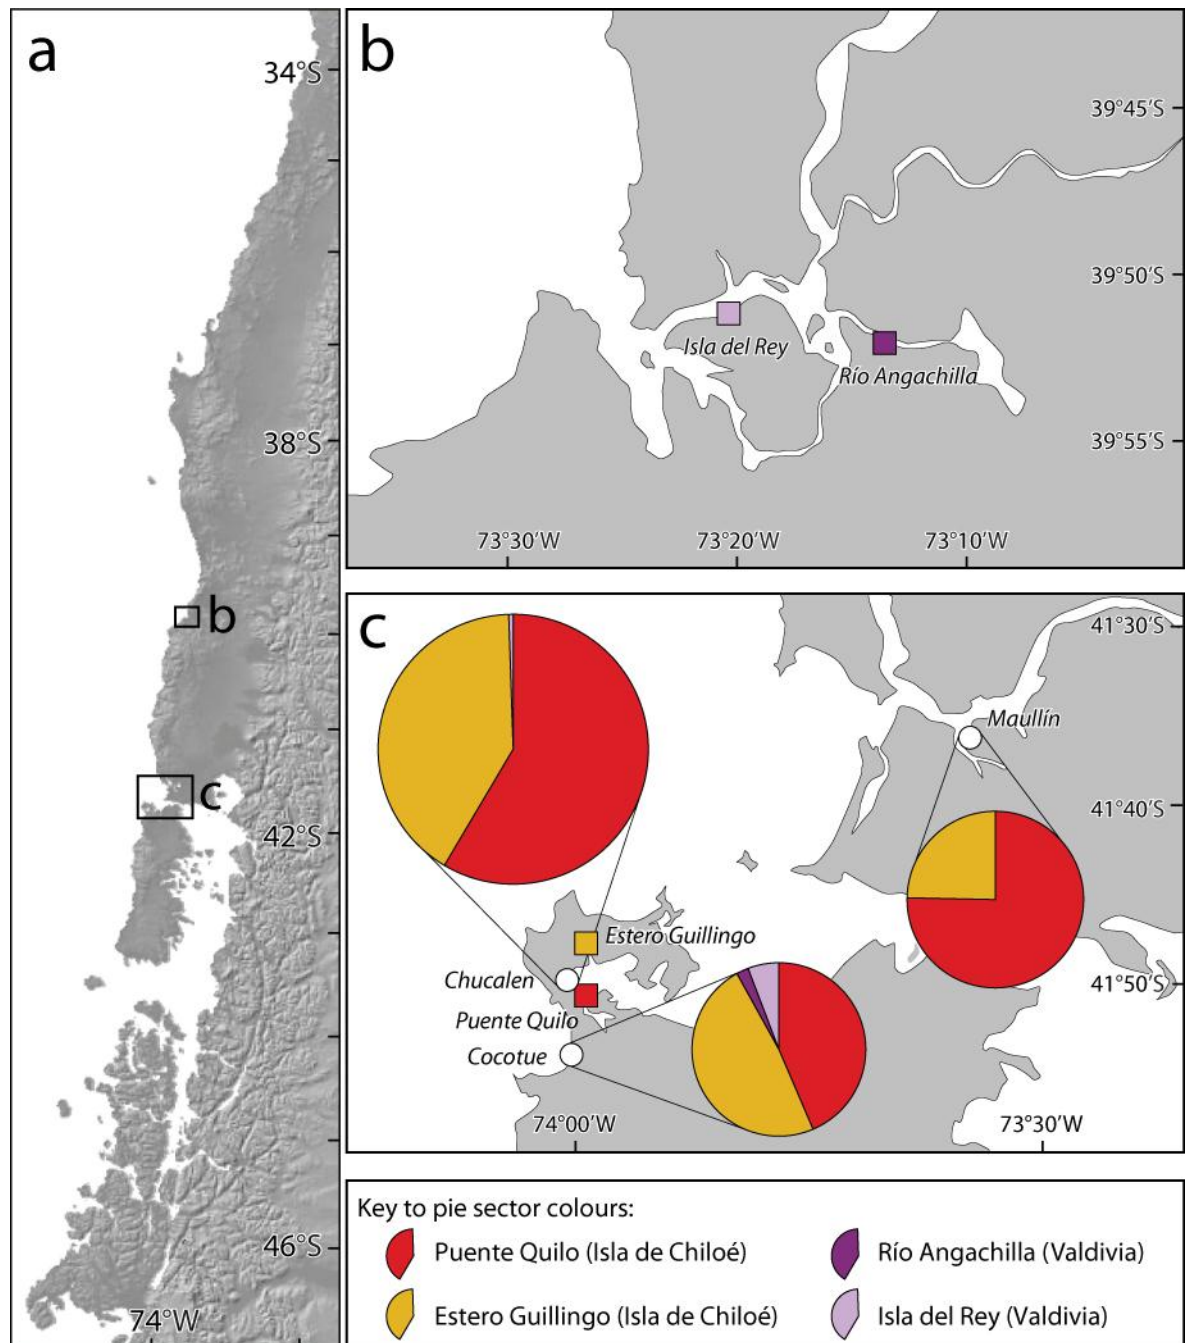 a
34°S
38°S
b
c
42°S
46°S
74°W
b
39°45'S
39°50'S
Isla del Rey
Río Angachilla
39°55'S
73°30'W
73°20'W
73°10'W
c
41°30'S
Maullín
41°40'S
Estero Guillingo
Chucalen
41°50'S
Puente Quilo
Cocotue
74°00'W
73°30'W
Key to pie sector colours:
Puente Quilo (Isla de Chiloé)
Río Angachilla (Valdivia)
Estero Guillingo (Isla de Chiloé)
Isla del Rey (Valdivia)